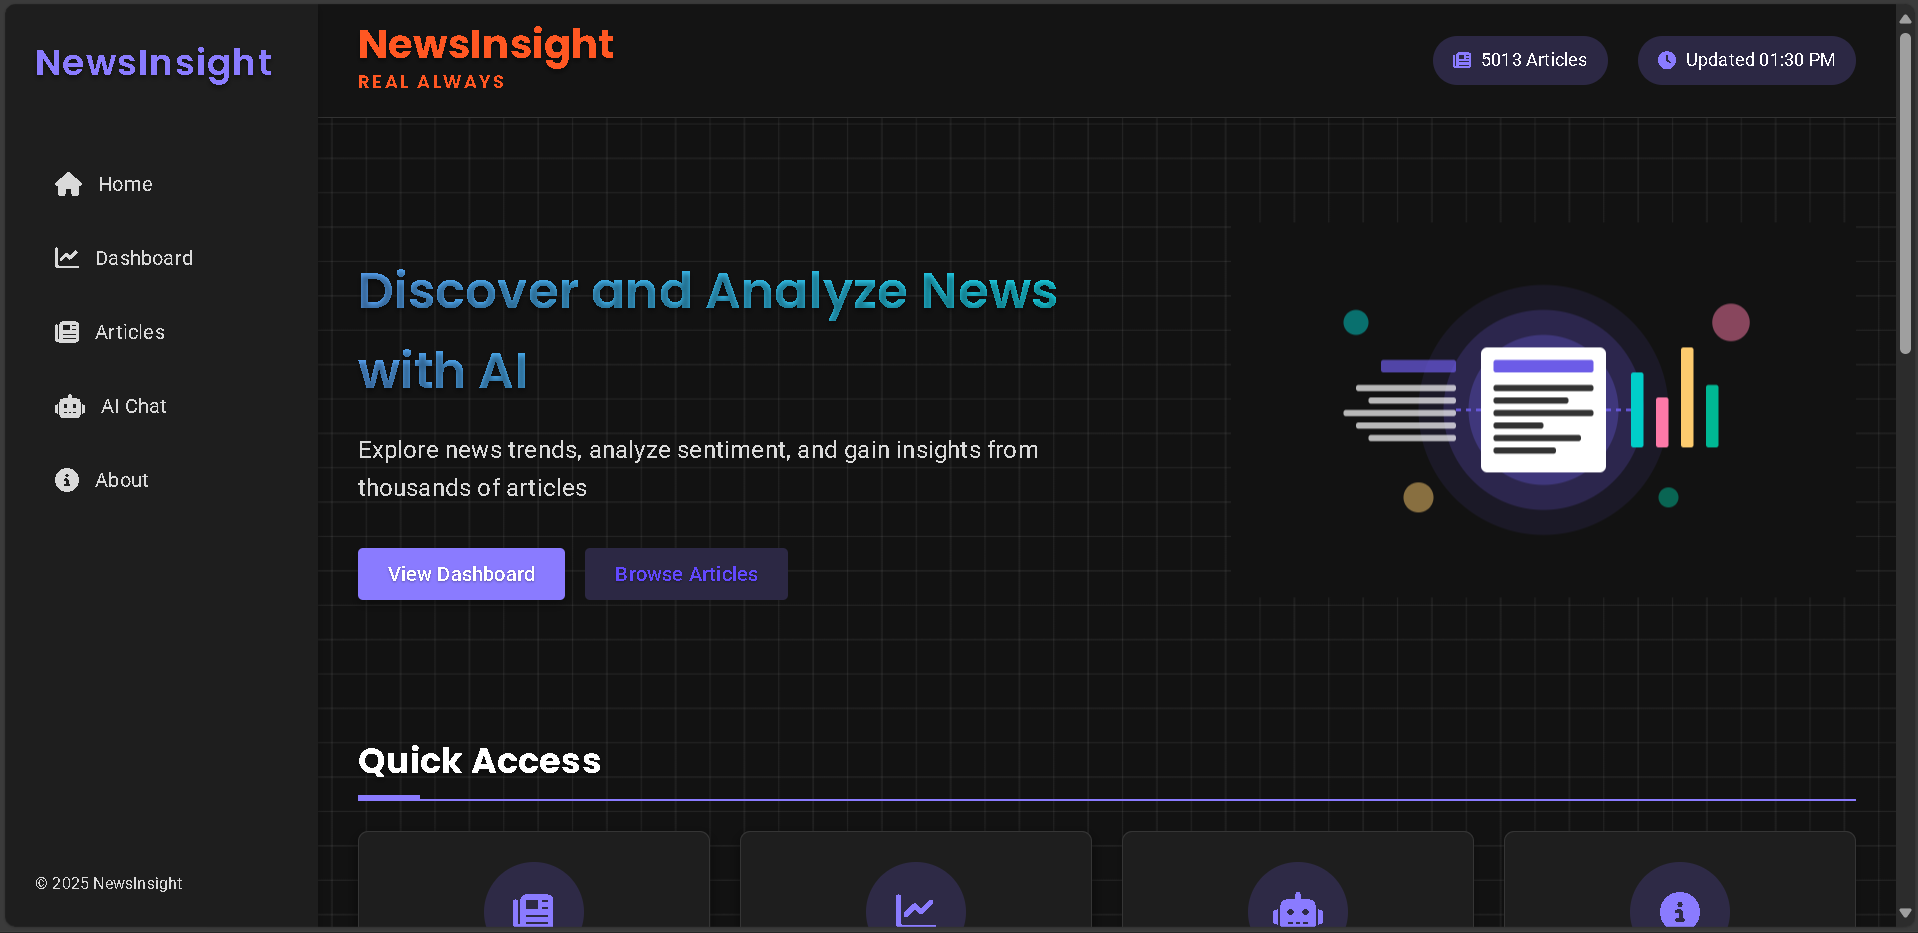 NewsInsight
Home
Dashboard
Articles
AI Chat
About
© 2025 NewsInsight
NewsInsight
REAL ALWAYS
5013 Articles
Updated 01:30 PM
Discover and Analyze News
with AI
Explore news trends, analyze sentiment, and gain insights from
thousands of articles
View Dashboard
Browse Articles
Quick Access